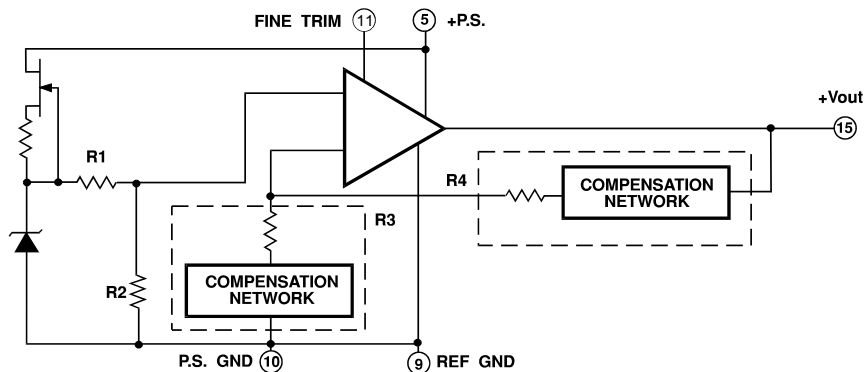 FINE TRIM 11
5 +P.S.
+Vout
15
R1
R4
COMPENSATION
NETWORK
R3
COMPENSATION
NETWORK
R2
P.S. GND 10
9 REF GND